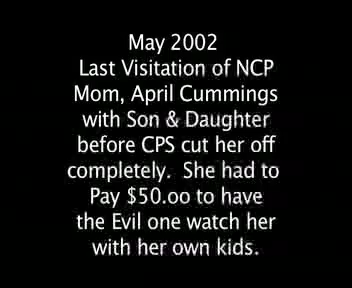 May 2002
Last Visitation of NCP
Mom, April Cummings
with Son & Daughter
before CPS cut her off
completely. She had to
Pay $50.oo to have
the Evil one watch her
with her own kids.